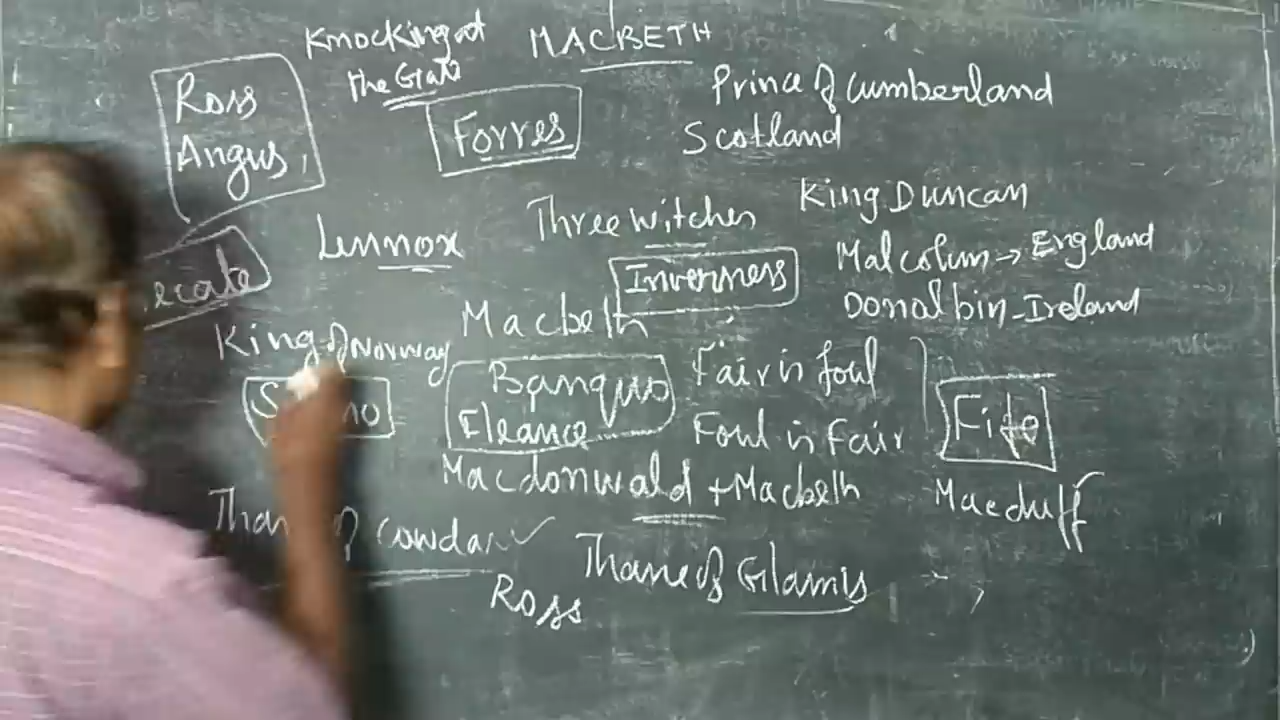 Knocking at
the Gate
MACBETH
Ross
Angus,
Forres
Prince of Cumberland
Scotland
Lennox
Three witches
King Duncan
Inverness
Malcolm → England
Donalbin - Ireland
ecate
King of Norway
Macbeth
Banquo
Fleance
Fair is foul
Foul is Fair
Fife
Macduff
Macdonwald + Macbeth
of Cowdar
Thane of Glamis
Ross